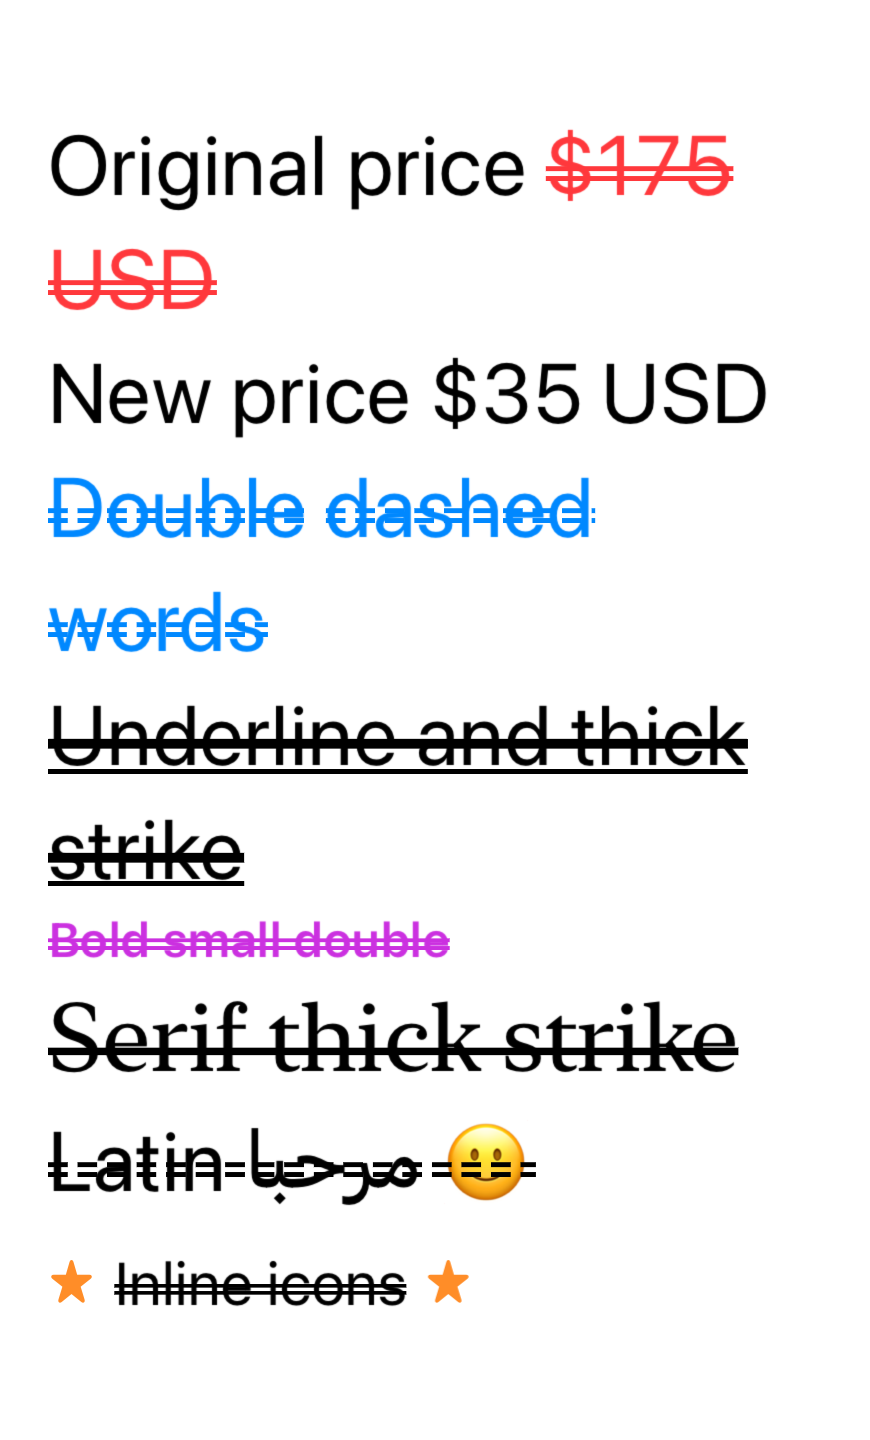 Original price $175
USD
New price $35 USD
Double dashed
words
Underline and thick
strike
Bold small double
Serif thick strike
Latin مرحبا 🙂
★ Inline icons ★